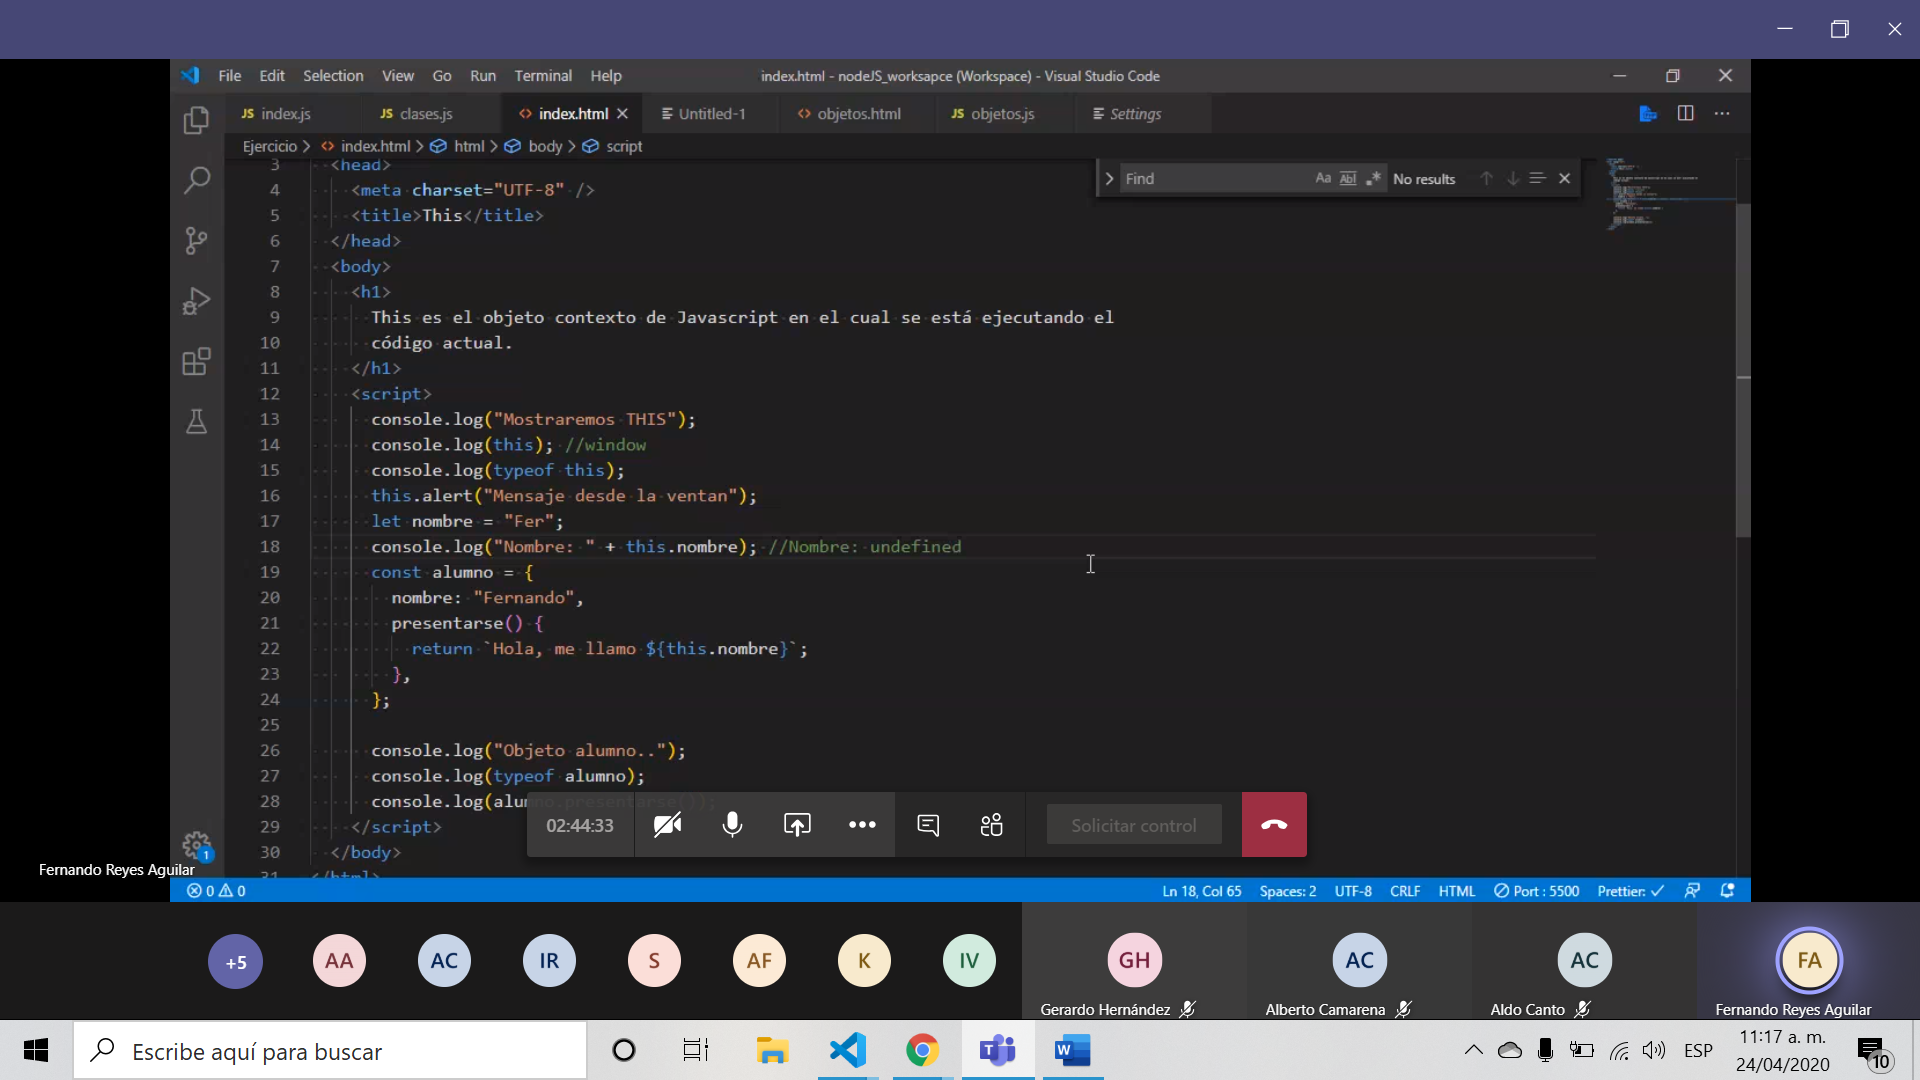 File Edit Selection View Go Run Terminal Help
index.html - nodeJS_worksapce (Workspace) - Visual Studio Code
JS index.js
JS clases.js
<> index.html
Untitled-1
<> objetos.html
JS objetos.js
Settings
Ejercicio > <> index.html > html > body > script
Find
Aa Abl .* No results
3 <head>
4 <meta charset="UTF-8" />
5 <title>This</title>
6 </head>
7 <body>
8 <h1>
9 This es el objeto contexto de Javascript en el cual se está ejecutando el
10 código actual.
11 </h1>
12 <script>
13 console.log("Mostraremos THIS");
14 console.log(this); //window
15 console.log(typeof this);
16 this.alert("Mensaje desde la ventan");
17 let nombre = "Fer";
18 console.log("Nombre: " + this.nombre); //Nombre: undefined
19 const alumno = {
20 nombre: "Fernando",
21 presentarse() {
22 return `Hola, me llamo ${this.nombre}`;
23 },
24 };
25
26 console.log("Objeto alumno..");
27 console.log(typeof alumno);
28 console.log(alumno.presentarse());
29 </script>
30 </body>
31 </html>
02:44:33
Solicitar control
1
Fernando Reyes Aguilar
0 0
Ln 18, Col 65 Spaces: 2 UTF-8 CRLF HTML Port : 5500 Prettier: ✓
+5 AA AC IR S AF K IV GH AC AC FA
Gerardo Hernández
Alberto Camarena
Aldo Canto
Fernando Reyes Aguilar
Escribe aquí para buscar
ESP
11:17 a. m.
24/04/2020
10